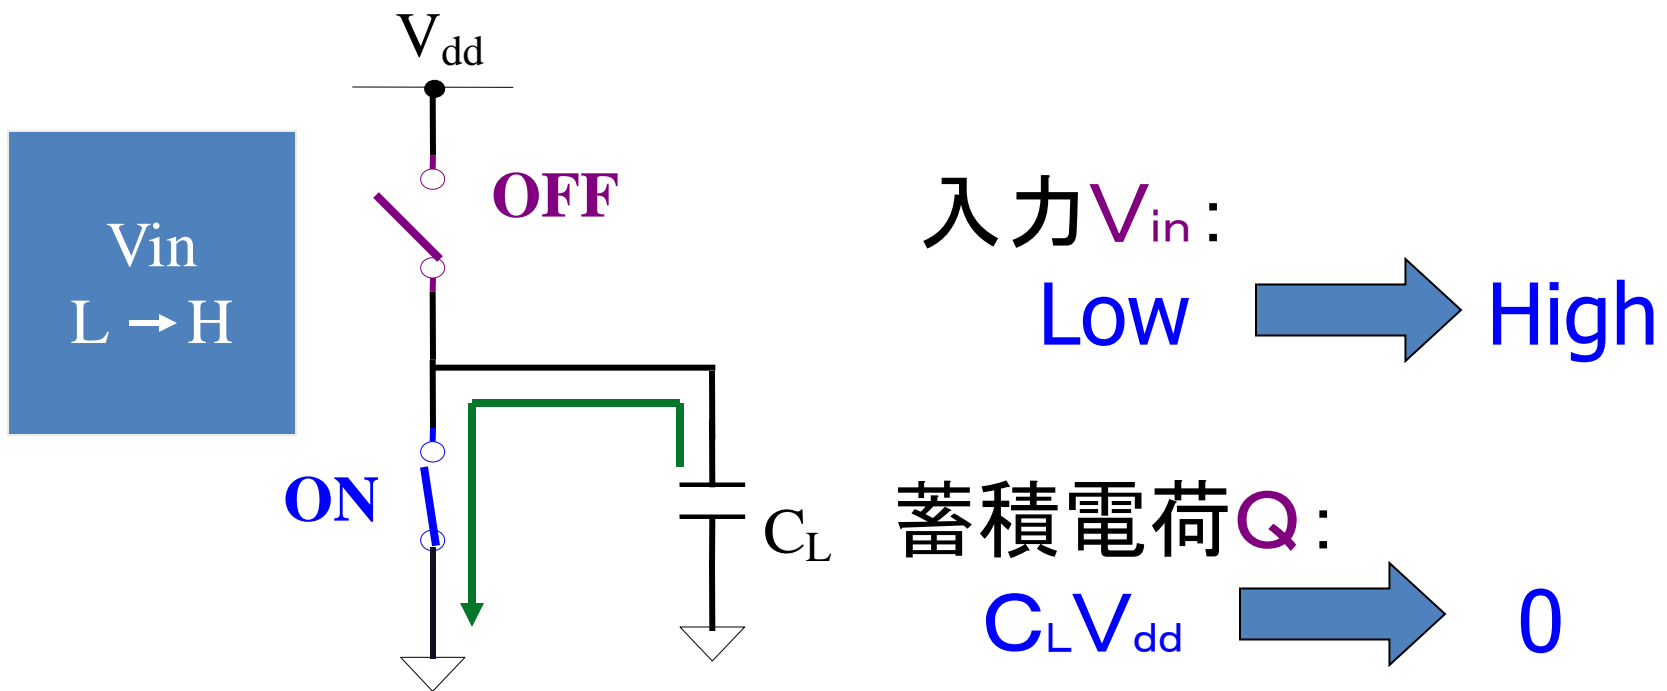 Vdd
Vin
L → H
OFF
ON
CL
入力Vin:
Low
High
蓄積電荷Q:
CLVdd
0